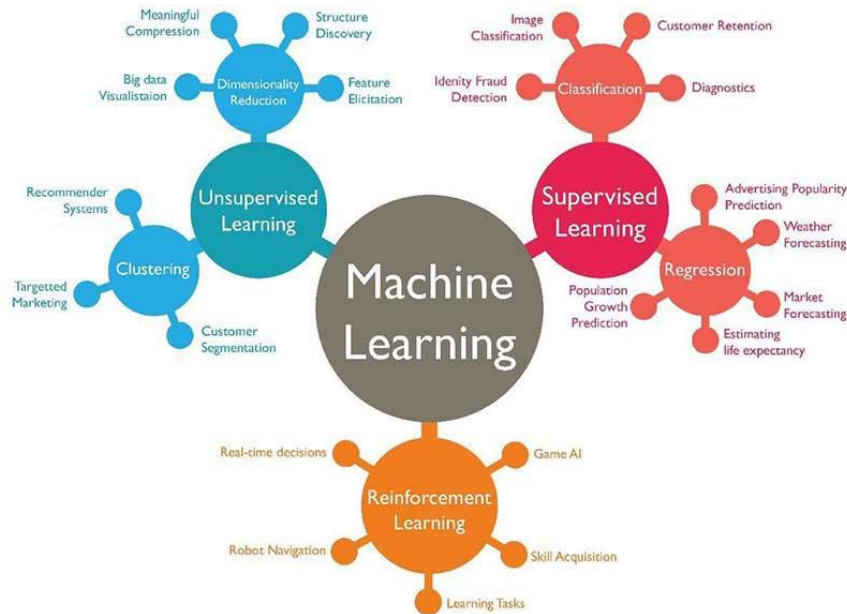 Meaningful
Compression
Structure
Discovery
Big data
Visualistaion
Dimensionality
Reduction
Feature
Elicitation
Unsupervised
Learning
Recommender
Systems
Clustering
Targetted
Marketing
Customer
Segmentation
Machine
Learning
Image
Classification
Customer Retention
Idenity Fraud
Detection
Classification
Diagnostics
Supervised
Learning
Advertising Popularity
Prediction
Weather
Forecasting
Regression
Population
Growth
Prediction
Market
Forecasting
Estimating
life expectancy
Real-time decisions
Game AI
Reinforcement
Learning
Robot Navigation
Skill Acquisition
Learning Tasks